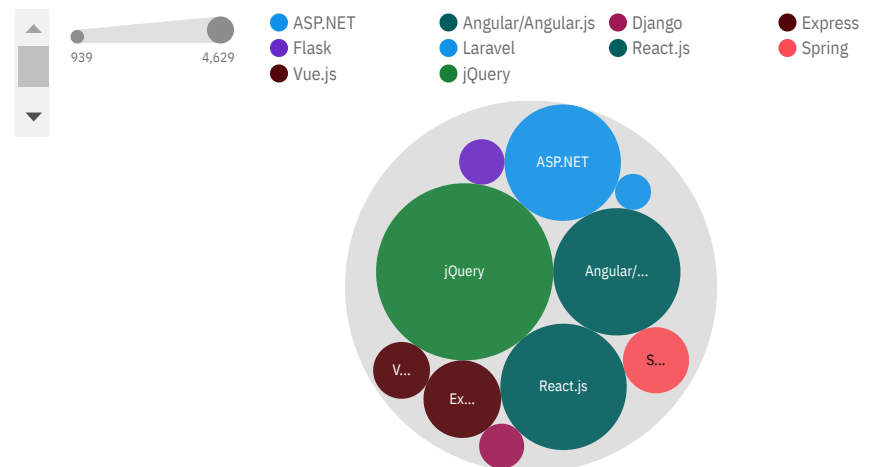 ASP.NET Angular/Angular.js Django Express
Flask Laravel React.js Spring
Vue.js jQuery
939 4,629
ASP.NET
jQuery
Angular/...
S...
V...
React.js
Ex...